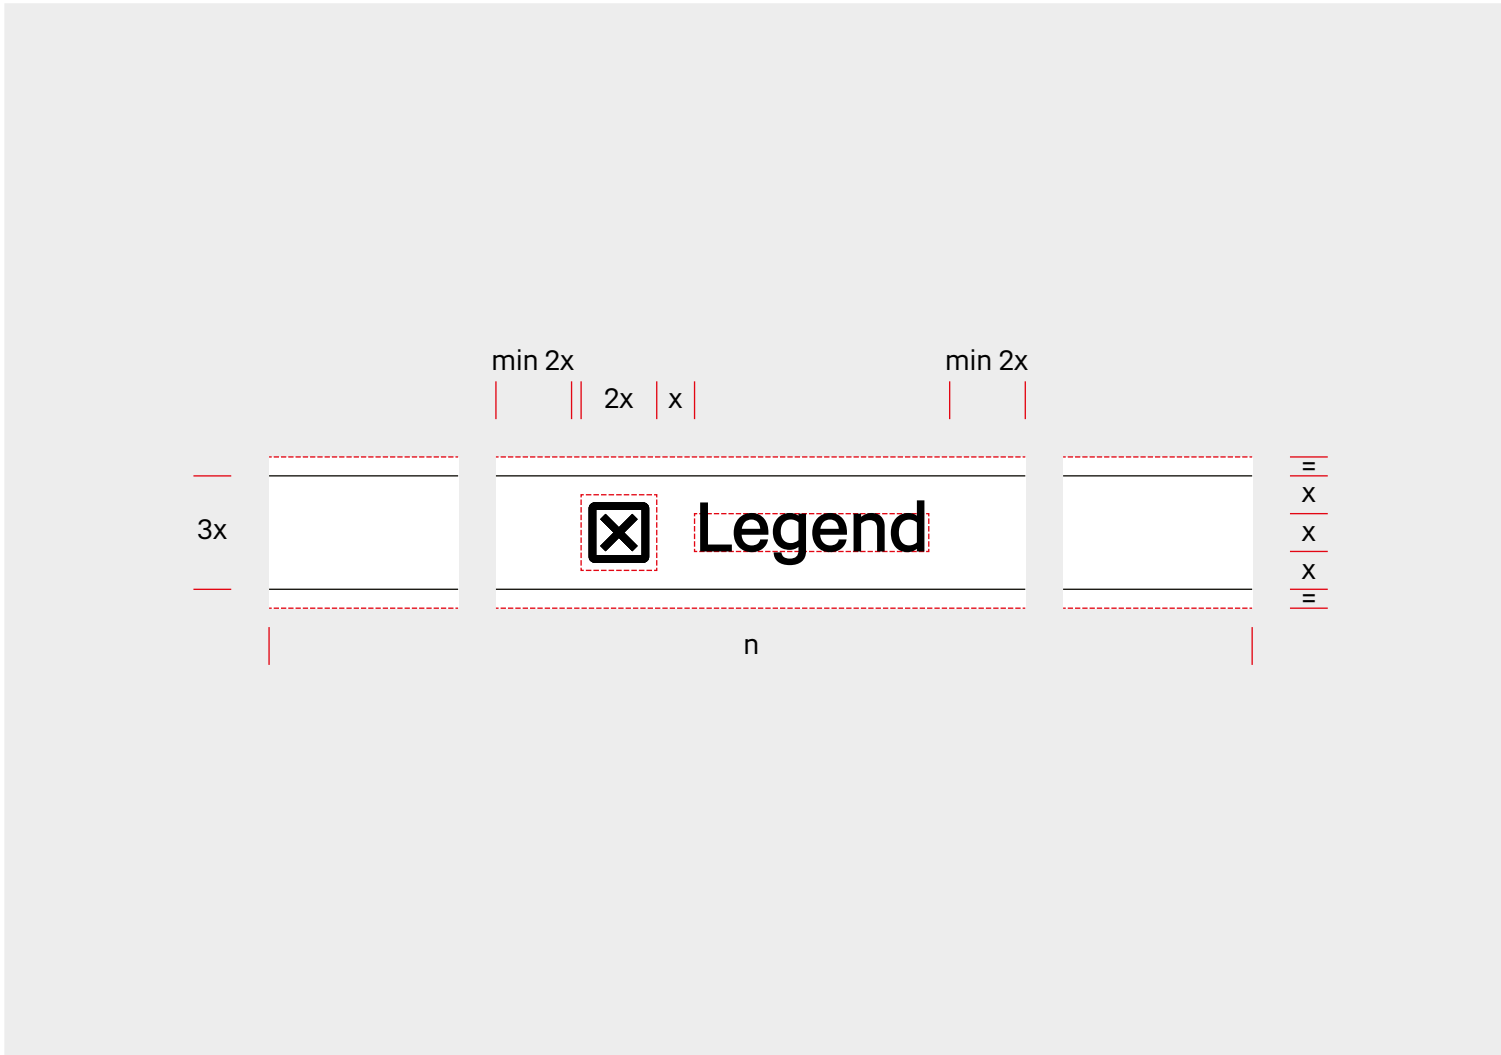 min 2x min 2x
2x x
=
x
Legend
3x x
x
=
n